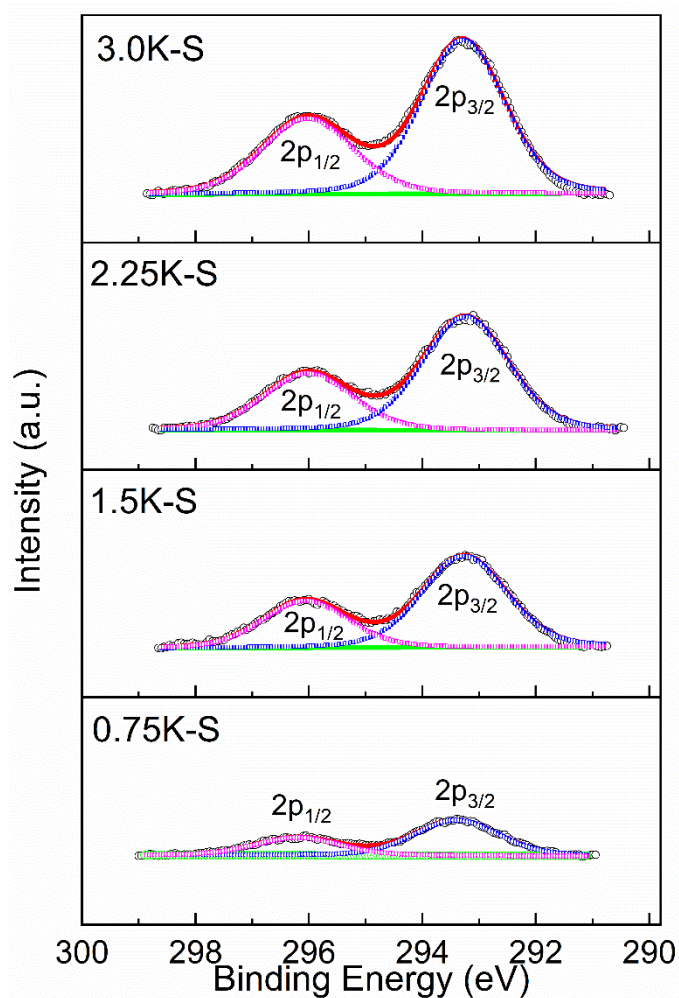 3.0K-S
2p3/2
2p1/2
2.25K-S
2p3/2
2p1/2
1.5K-S
2p3/2
2p1/2
0.75K-S
2p1/2
2p3/2
Intensity (a.u.)
300 298 296 294 292 290
Binding Energy (eV)